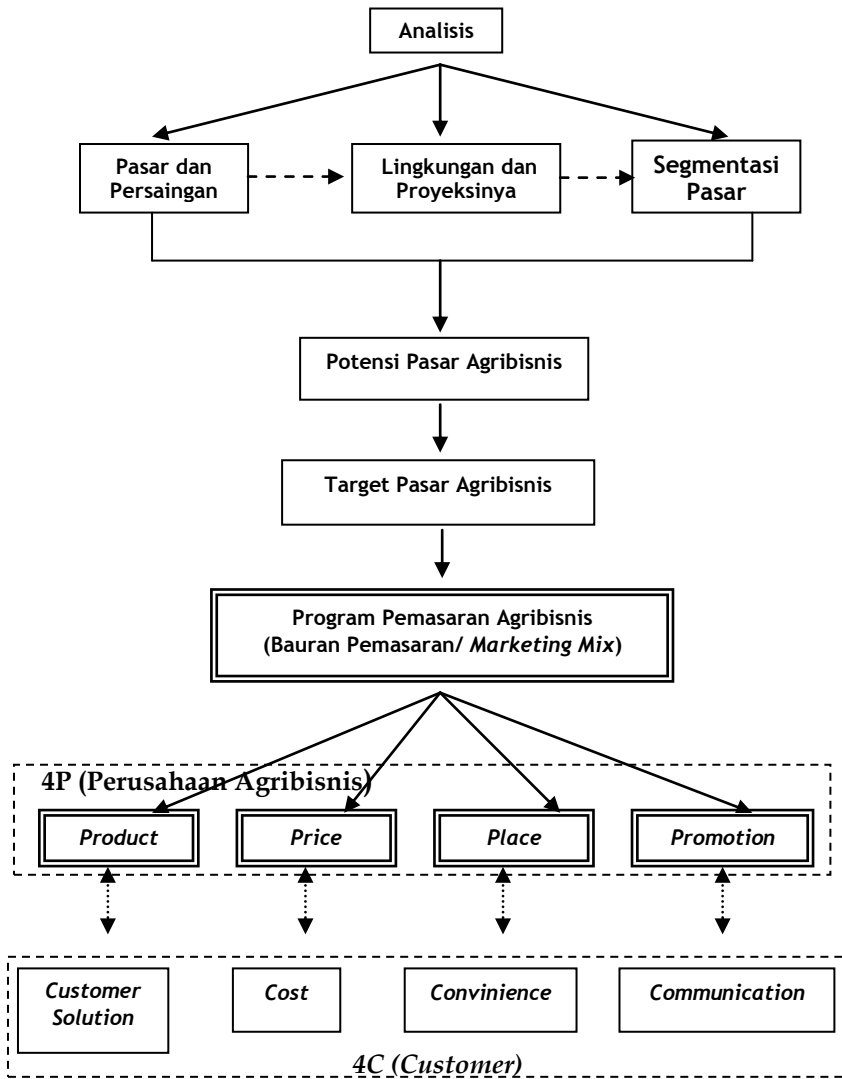 Analisis
Pasar dan
Persaingan
Lingkungan dan
Proyeksinya
Segmentasi
Pasar
Potensi Pasar Agribisnis
Target Pasar Agribisnis
Program Pemasaran Agribisnis
(Bauran Pemasaran/ Marketing Mix)
4P (Perusahaan Agribisnis)
Product
Price
Place
Promotion
Customer
Solution
Cost
Convinience
Communication
4C (Customer)